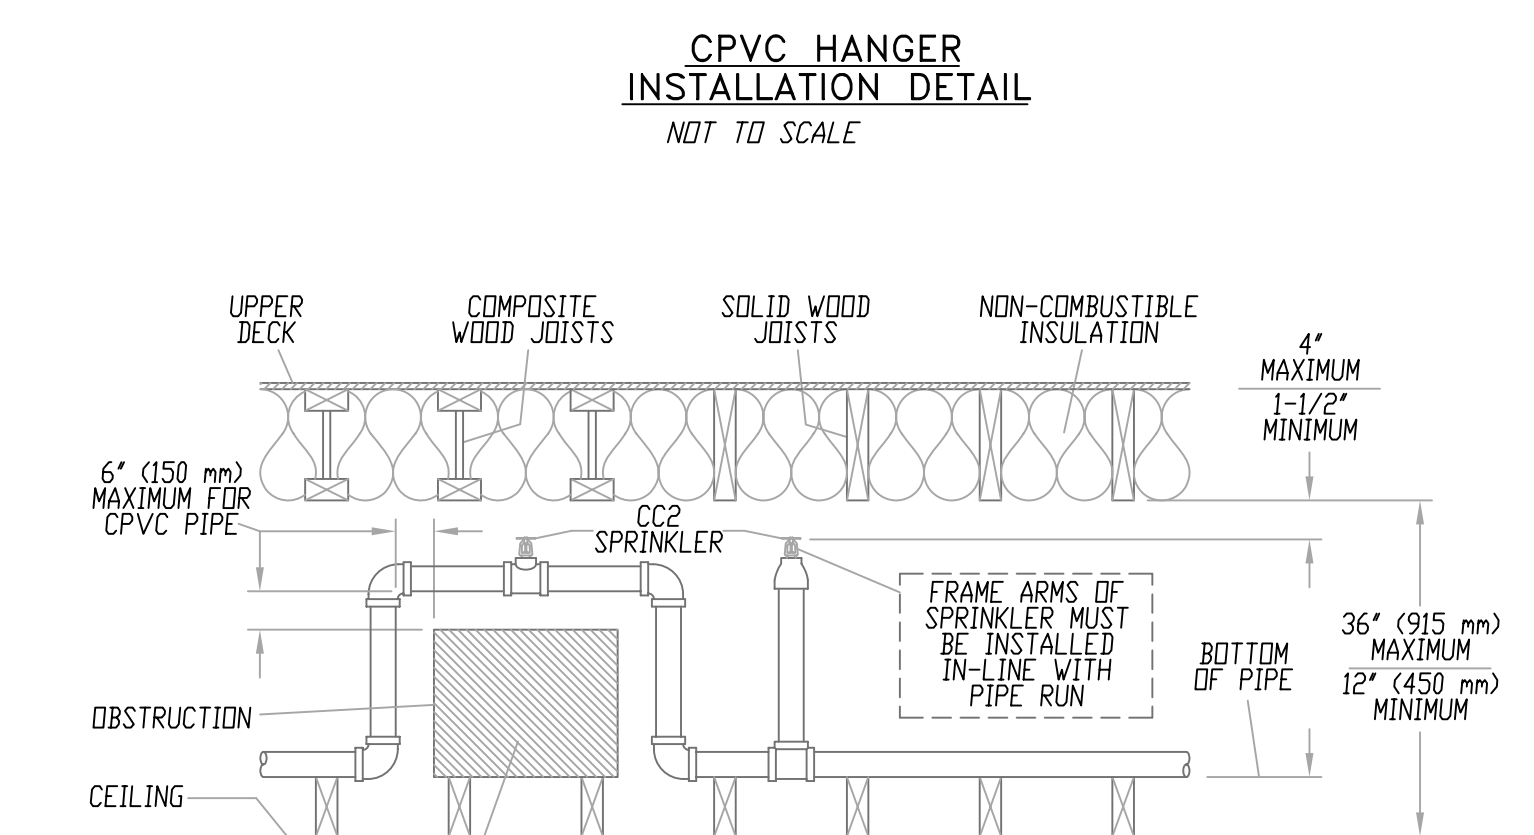 CPVC HANGER
INSTALLATION DETAIL
NOT TO SCALE
UPPER
DECK
COMPOSITE
WOOD JOISTS
SOLID WOOD
JOISTS
NON-COMBUSTIBLE
INSULATION
4"
MAXIMUM
1-1/2"
MINIMUM
6" (150 mm)
MAXIMUM FOR
CPVC PIPE
CC2
SPRINKLER
FRAME ARMS OF
SPRINKLER MUST
BE INSTALLED
IN-LINE WITH
PIPE RUN
BOTTOM
OF PIPE
36" (915 mm)
MAXIMUM
12" (450 mm)
MINIMUM
OBSTRUCTION
CEILING